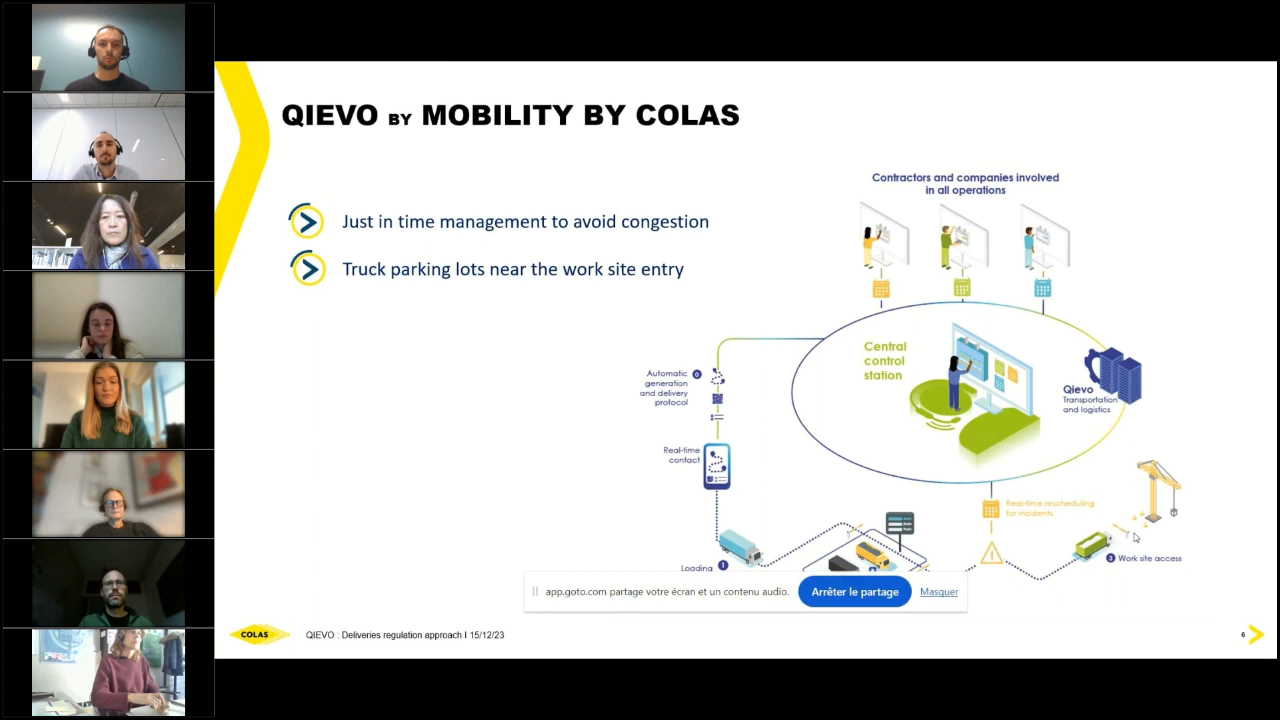 QIEVO BY MOBILITY BY COLAS
Just in time management to avoid congestion
Truck parking lots near the work site entry
Contractors and companies involved
in all operations
Central
control
station
Qievo
Transportation
and logistics
Automatic
generation
and delivery
protocol
0
Real-time
contact
Real-time rescheduling
for incidents
Loading 1
3 Work site access
app.goto.com partage votre écran et un contenu audio.
Arrêter le partage
Masquer
COLAS
QIEVO : Deliveries regulation approach I 15/12/23
6